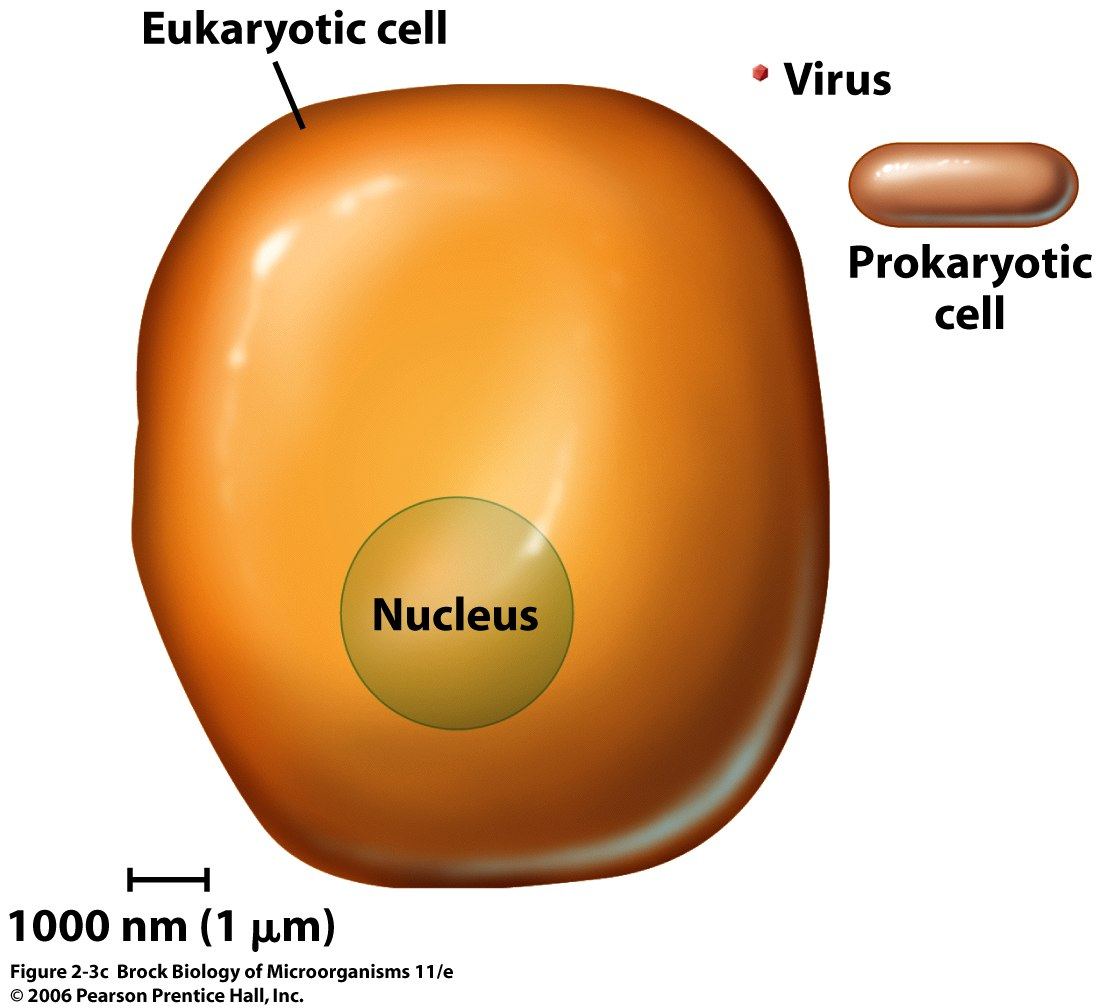 Eukaryotic cell
Virus
Prokaryotic
cell
Nucleus
1000 nm (1 μm)
Figure 2-3c Brock Biology of Microorganisms 11/e
© 2006 Pearson Prentice Hall, Inc.